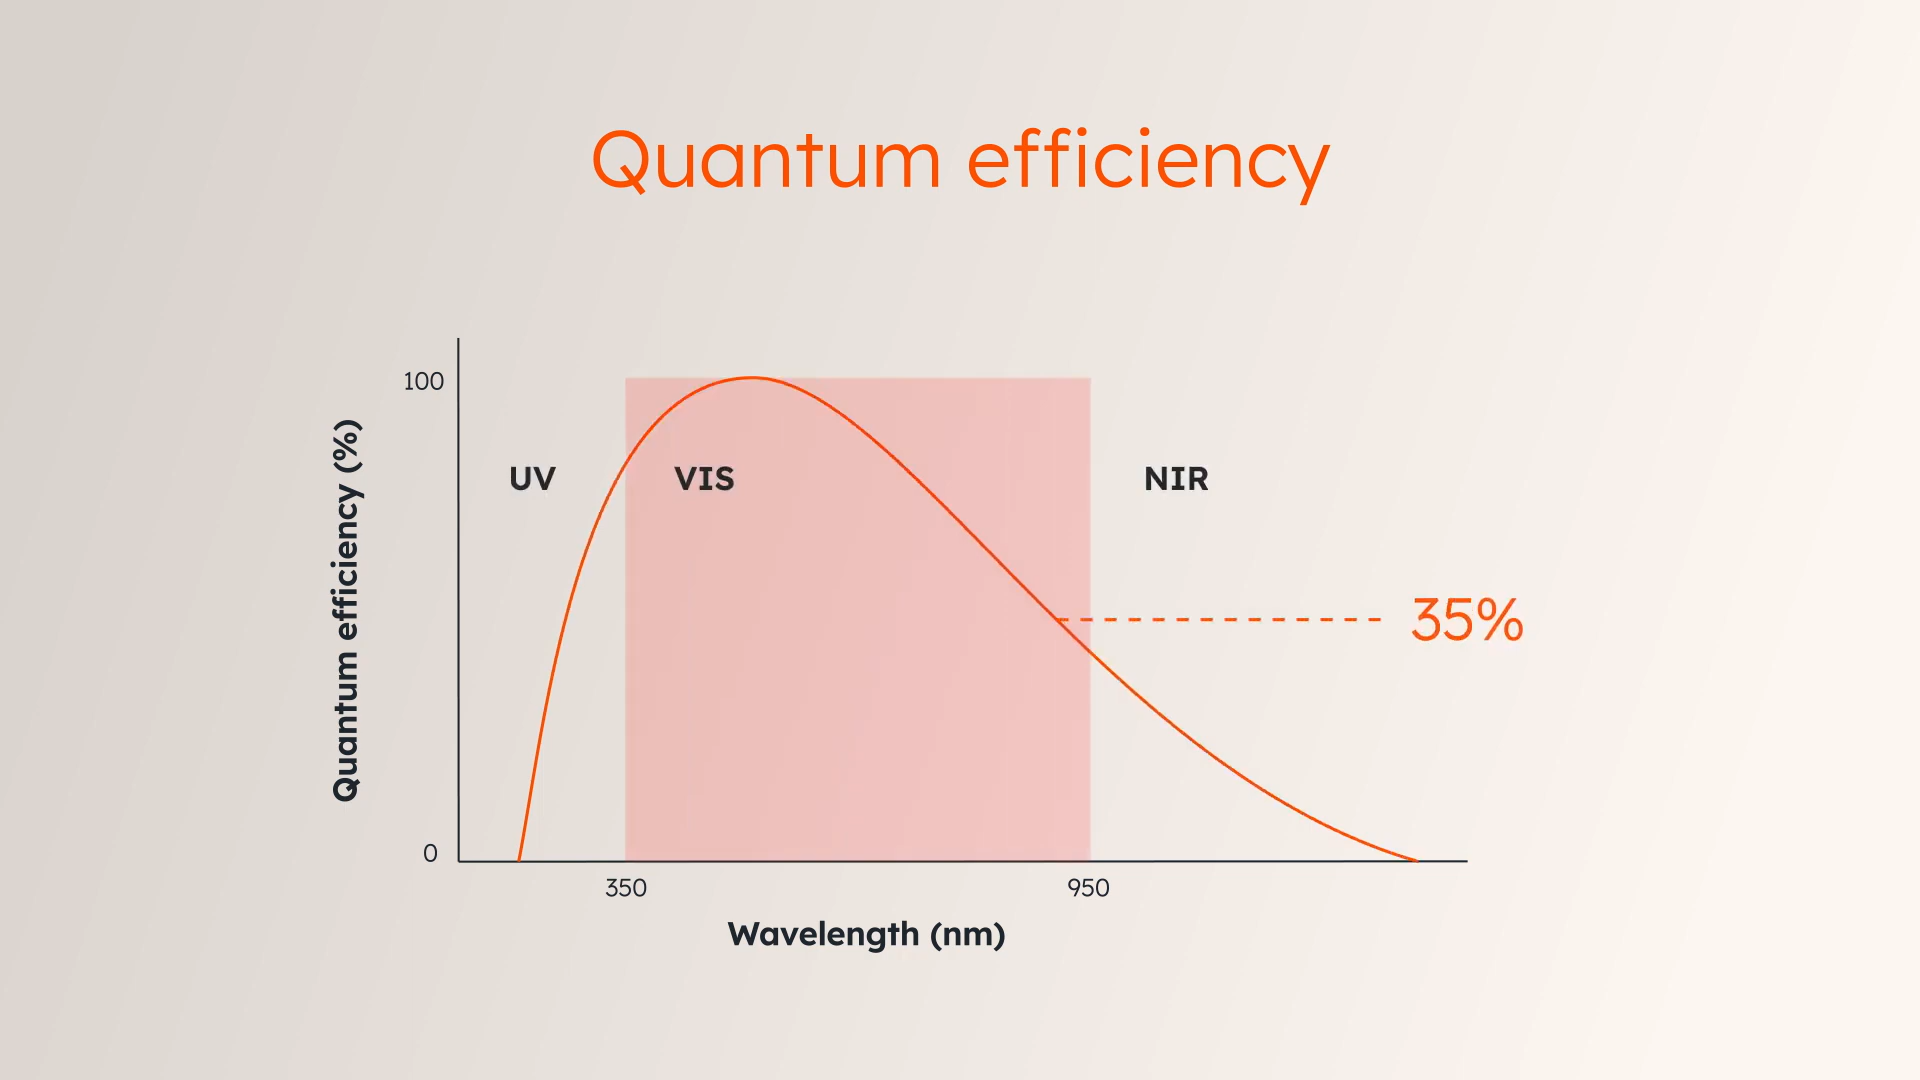 Quantum efficiency
100
Quantum efficiency (%)
UV
VIS
NIR
35%
0
350
950
Wavelength (nm)